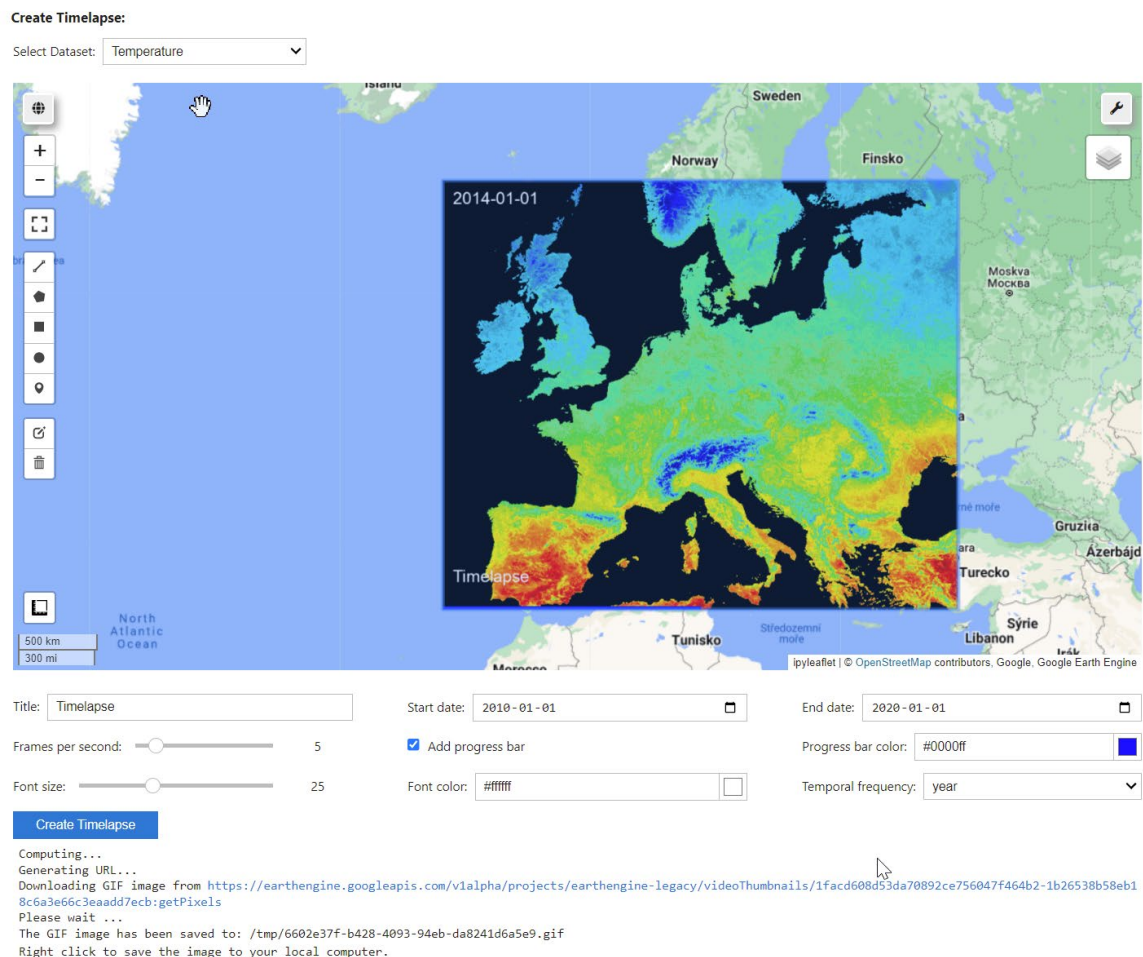 Create Timelapse:
Select Dataset: Temperature
Island
Sweden
Norway
Finsko
2014-01-01
Moskva
Москва
Timelapse
né moře
Gruzie
Ázerbájd
Turecko
Sýrie
Libanon
Irák
Středozemní
moře
Tunisko
Morocco
North
Atlantic
Ocean
500 km
300 mi
ipyleaflet | © OpenStreetMap contributors, Google, Google Earth Engine
Title: Timelapse Start date: 2010-01-01 End date: 2020-01-01
Frames per second: 5 Add progress bar Progress bar color: #0000ff
Font size: 25 Font color: #ffffff Temporal frequency: year
Create Timelapse
Computing...
Generating URL...
Downloading GIF image from https://earthengine.googleapis.com/v1alpha/projects/earthengine-legacy/videoThumbnails/1facd608d53da70892ce756047f464b2-1b26538b58eb1
8c6a3e66c3eaadd7ecb:getPixels
Please wait ...
The GIF image has been saved to: /tmp/6602e37f-b428-4093-94eb-da8241d6a5e9.gif
Right click to save the image to your local computer.